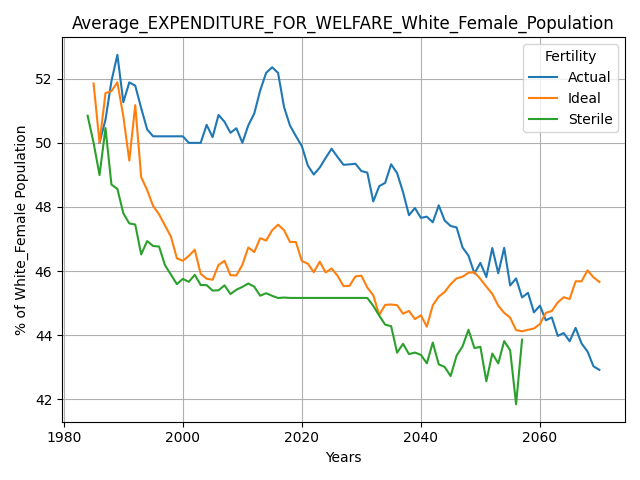 Average_EXPENDITURE_FOR_WELFARE_White_Female_Population
Fertility
Actual
Ideal
Sterile
% of White_Female Population
52
50
48
46
44
42
1980
2000
2020
2040
2060
Years